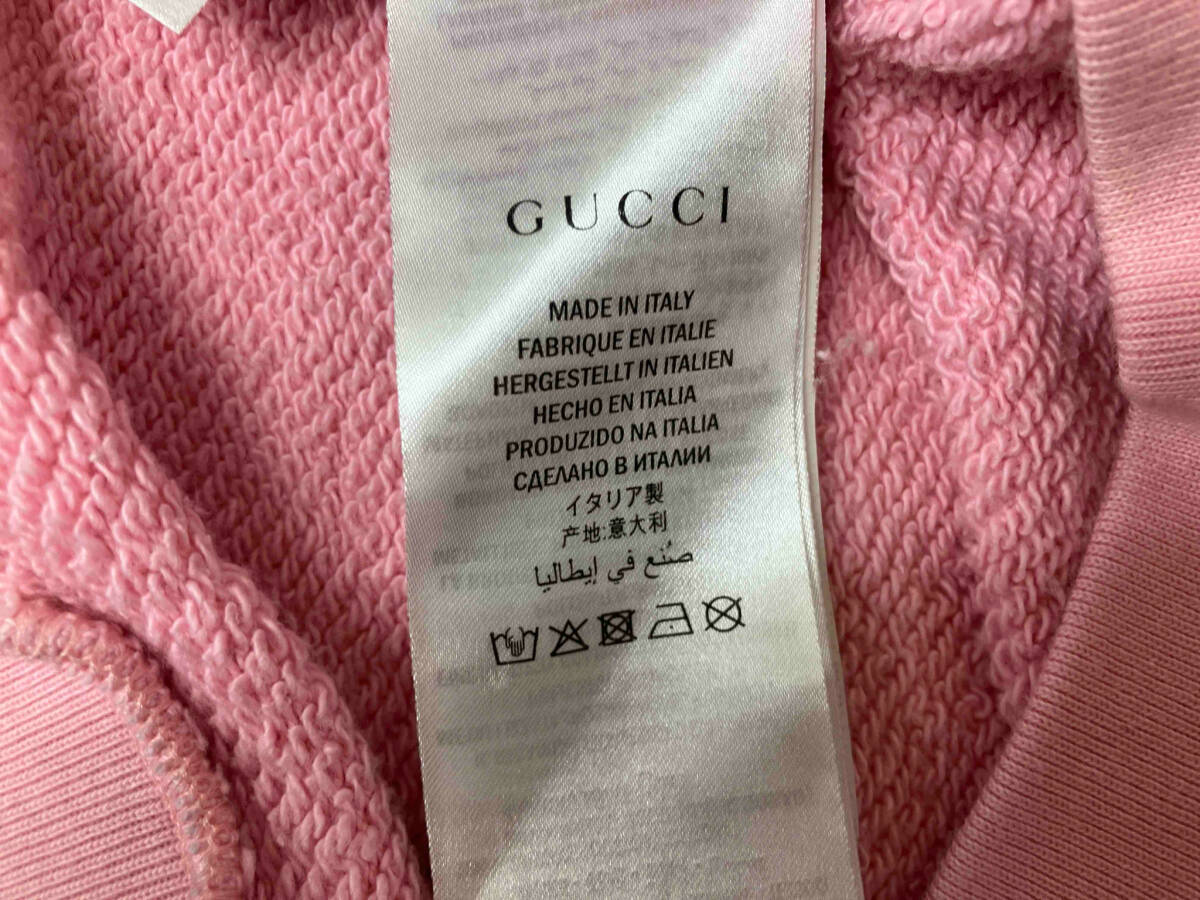 GUCCI
MADE IN ITALY
FABRIQUE EN ITALIE
HERGESTELLT IN ITALIEN
HECHO EN ITALIA
PRODUZIDO NA ITALIA
СДЕЛАНО В ИТАЛИИ
イタリア製
产地:意大利
صُنع في إيطاليا